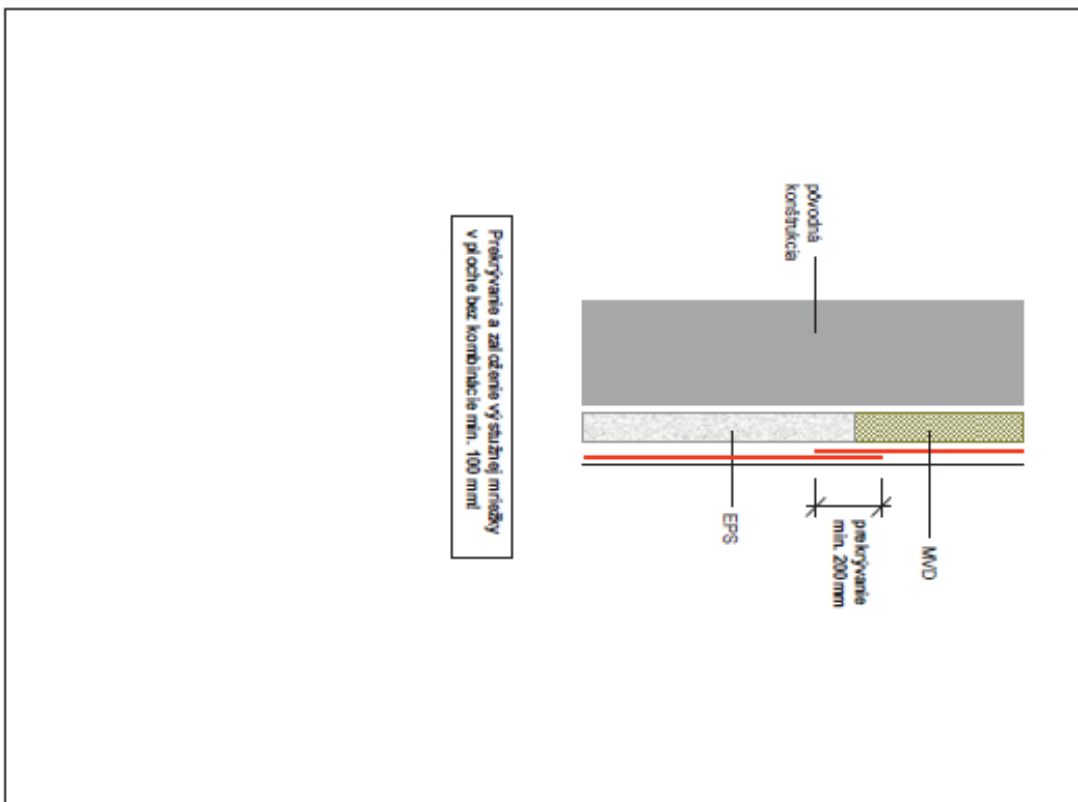 pôvodná
konštrukcia
MVD
prekrývanie
min. 200 mm
EPS
Prekrývanie a založenie výstužnej mriežky
v ploche bez kombinácie min. 100 mm!